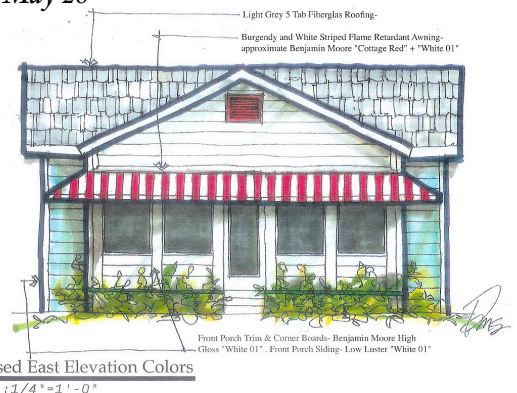 May 28
Light Grey 5 Tab Fiberglas Roofing-
Burgendy and White Striped Flame Retardant Awning-
approximate Benjamin Moore "Cottage Red" + "White 01"
Front Porch Trim & Corner Boards- Benjamin Moore High
Gloss "White 01" . Front Porch Siding- Low Luster "White 01"
sed East Elevation Colors
:1/4"=1'-0"